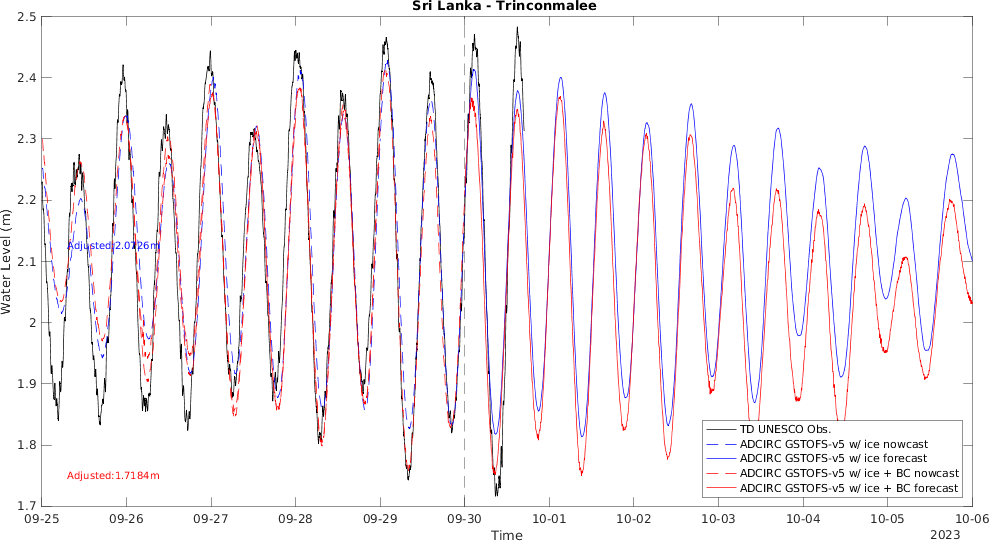 Sri Lanka - Trinconmalee
2.5
2.4
2.3
2.2
2.1
2
1.9
1.8
1.7
Water Level (m)
Adjusted:2.0726m
Adjusted:1.7184m
TD UNESCO Obs.
ADCIRC GSTOFS-v5 w/ ice nowcast
ADCIRC GSTOFS-v5 w/ ice forecast
ADCIRC GSTOFS-v5 w/ ice + BC nowcast
ADCIRC GSTOFS-v5 w/ ice + BC forecast
09-25 09-26 09-27 09-28 09-29 09-30 10-01 10-02 10-03 10-04 10-05 10-06
Time
2023